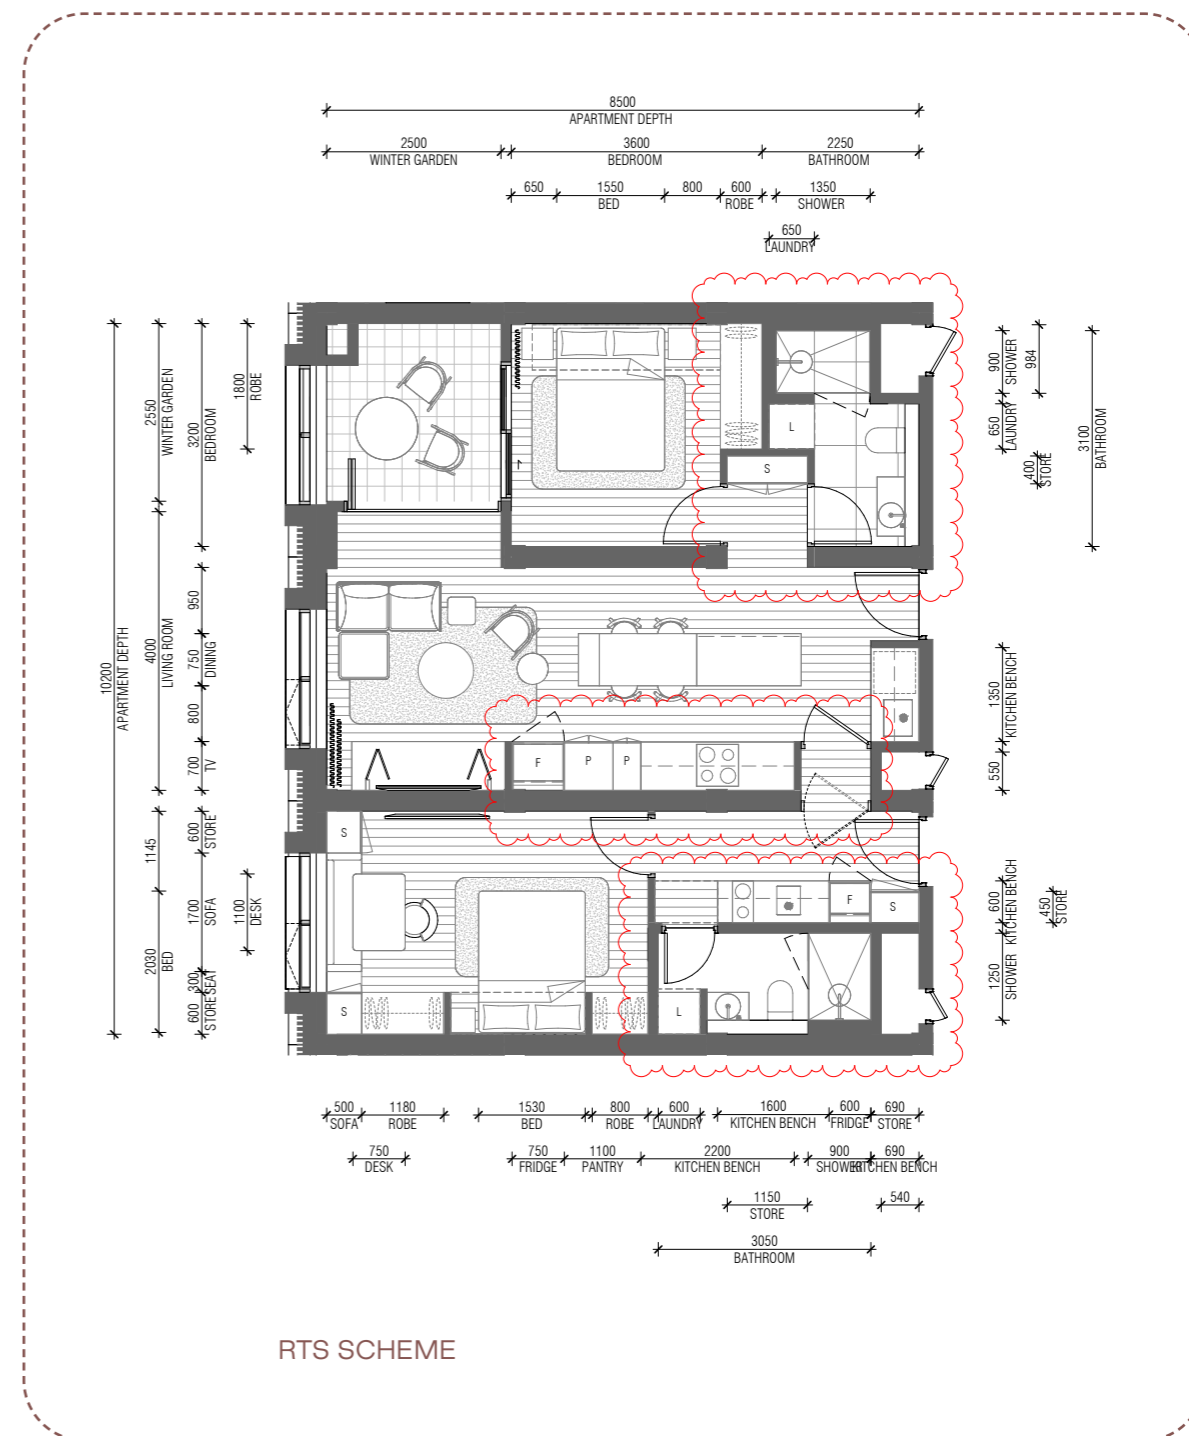 8500
APARTMENT DEPTH
2500
WINTER GARDEN
3600
BEDROOM
2250
BATHROOM
650
1550
BED
800
600
ROBE
1350
SHOWER
650
LAUNDRY
10200
APARTMENT DEPTH
2550
WINTER GARDEN
4000
LIVING ROOM
1145
2030
BED
3200
BEDROOM
950
750
DINING
800
700
TV
600
STORE
1700
SOFA
300
SEAT
600
STORE
1800
ROBE
1100
DESK
L
S
F
P
P
S
F
S
S
L
900
SHOWER
984
650
LAUNDRY
400
STORE
3100
BATHROOM
1350
KITCHEN BENCH
550
600
KITCHEN BENCH
450
STORE
1250
SHOWER
500
SOFA
1180
ROBE
1530
BED
800
ROBE
600
LAUNDRY
1600
KITCHEN BENCH
600
FRIDGE
690
STORE
750
DESK
750
FRIDGE
1100
PANTRY
2200
KITCHEN BENCH
900
SHOWER
690
KITCHEN BENCH
1150
STORE
540
3050
BATHROOM
RTS SCHEME